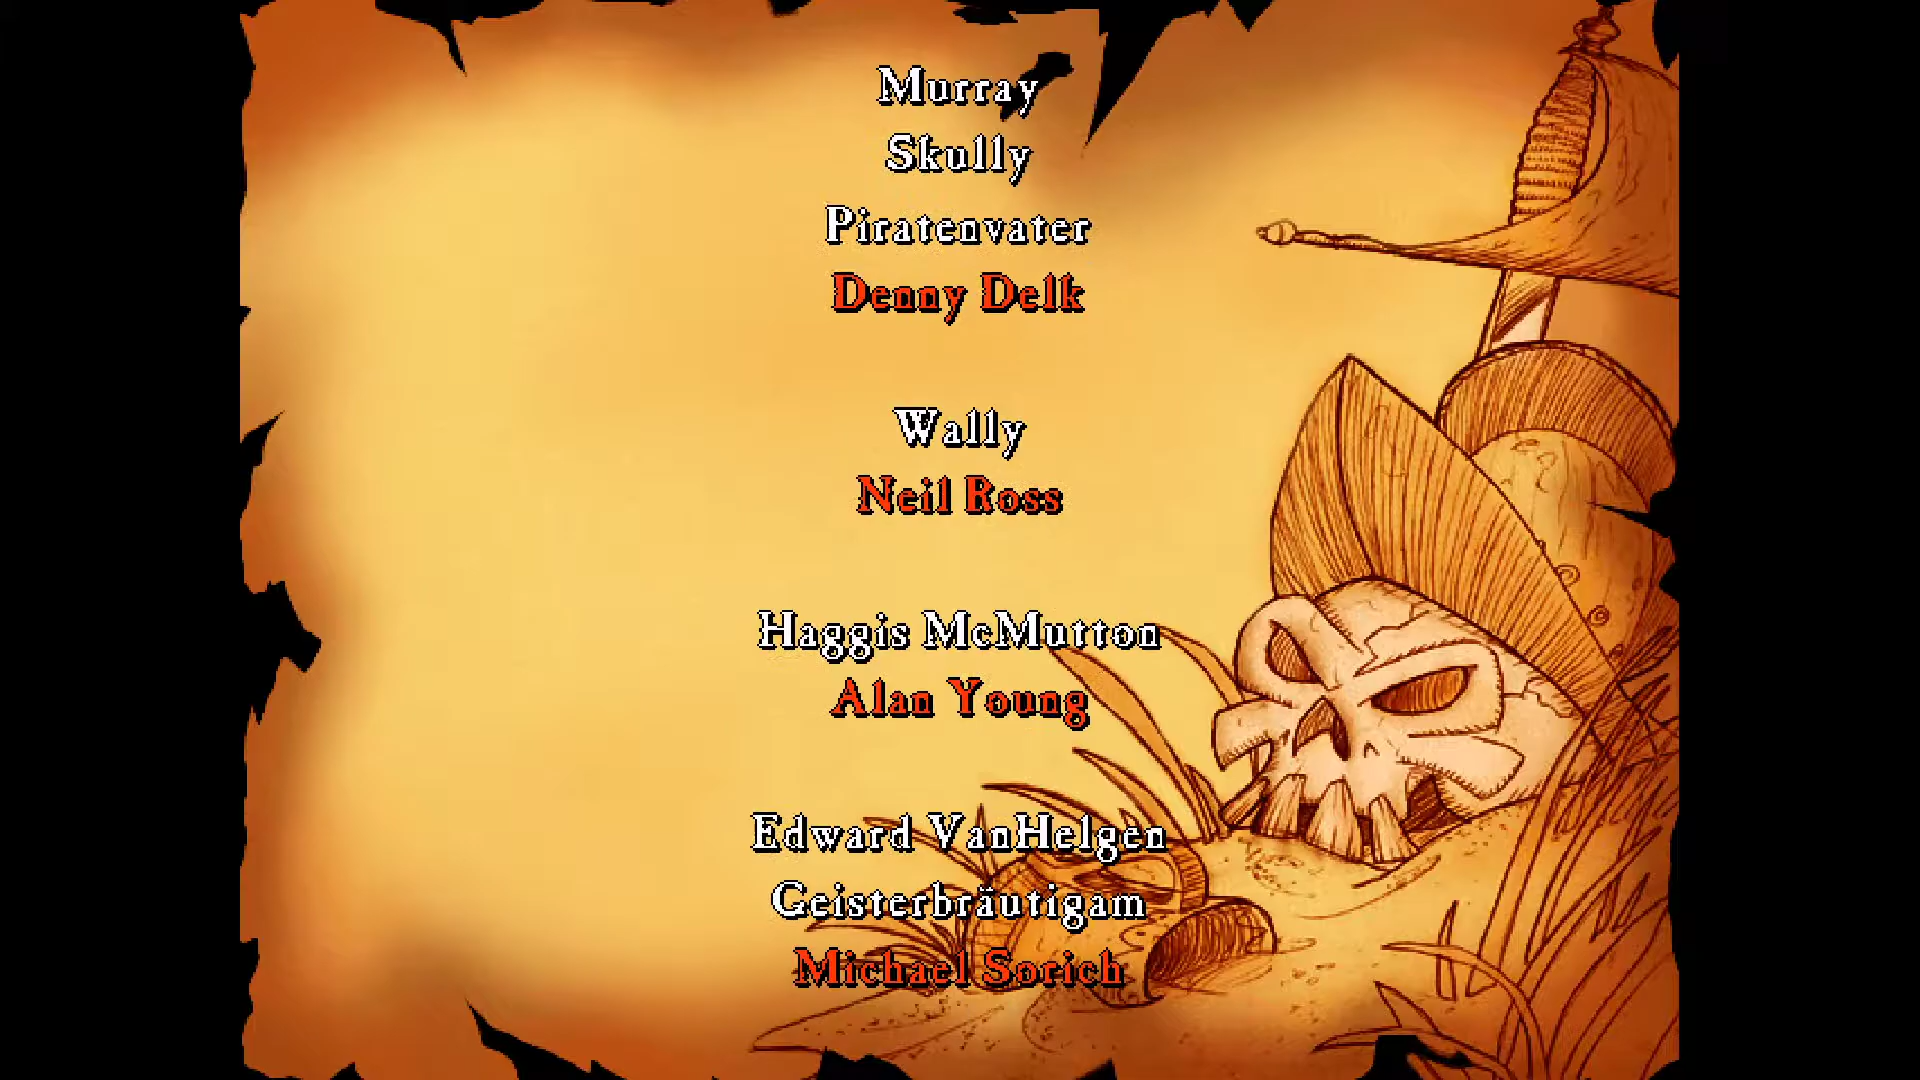 Murray
Skully
Piratenvater
Denny Delk
Wally
Neil Ross
Haggis McMutton
Alan Young
Edward VanHelgen
Geisterbräutigam
Michael Sorich